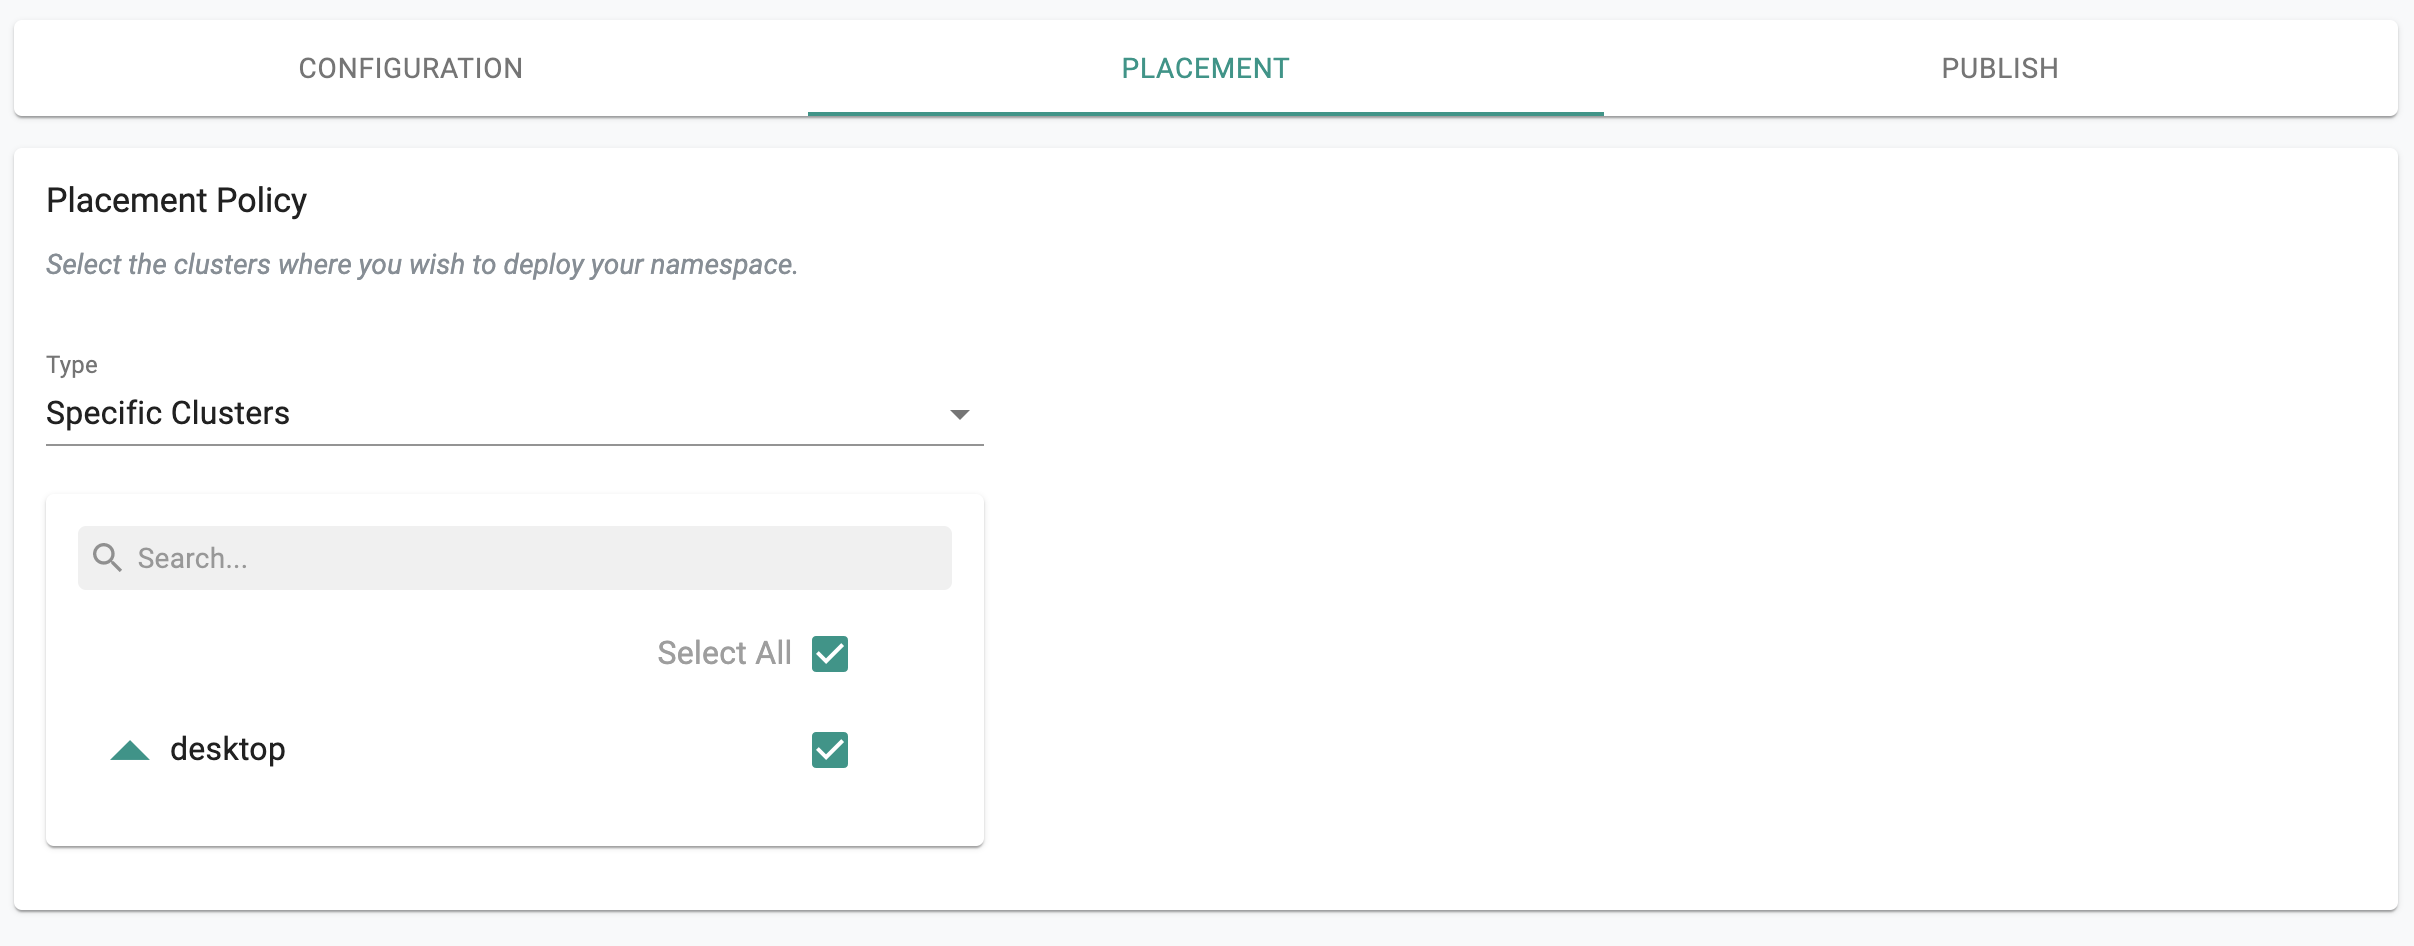 CONFIGURATION
PLACEMENT
PUBLISH
Placement Policy
Select the clusters where you wish to deploy your namespace.
Type
Specific Clusters
Search...
Select All
desktop